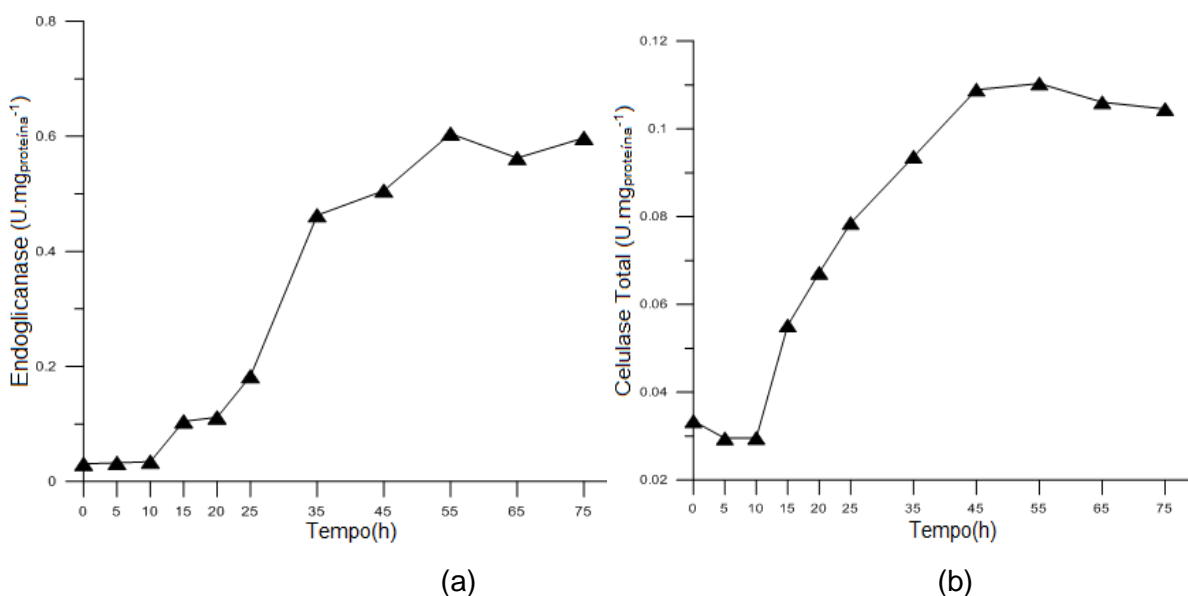 0.8
0.6
0.4
0.2
0
Endoglicanase (U.mgproteína-1)
0 5 10 15 20 25 35 45 55 65 75
Tempo(h)
(a)
0.12
0.1
0.08
0.06
0.04
0.02
Celulase Total (U.mgproteína-1)
0 5 10 15 20 25 35 45 55 65 75
Tempo(h)
(b)